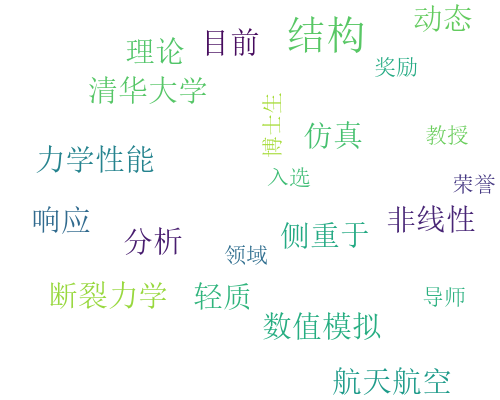 动态
结构
目前
理论
奖励
清华大学
博士生
仿真
教授
力学性能
入选
荣誉
响应
非线性
分析
侧重于
领域
断裂力学
轻质
导师
数值模拟
航天航空